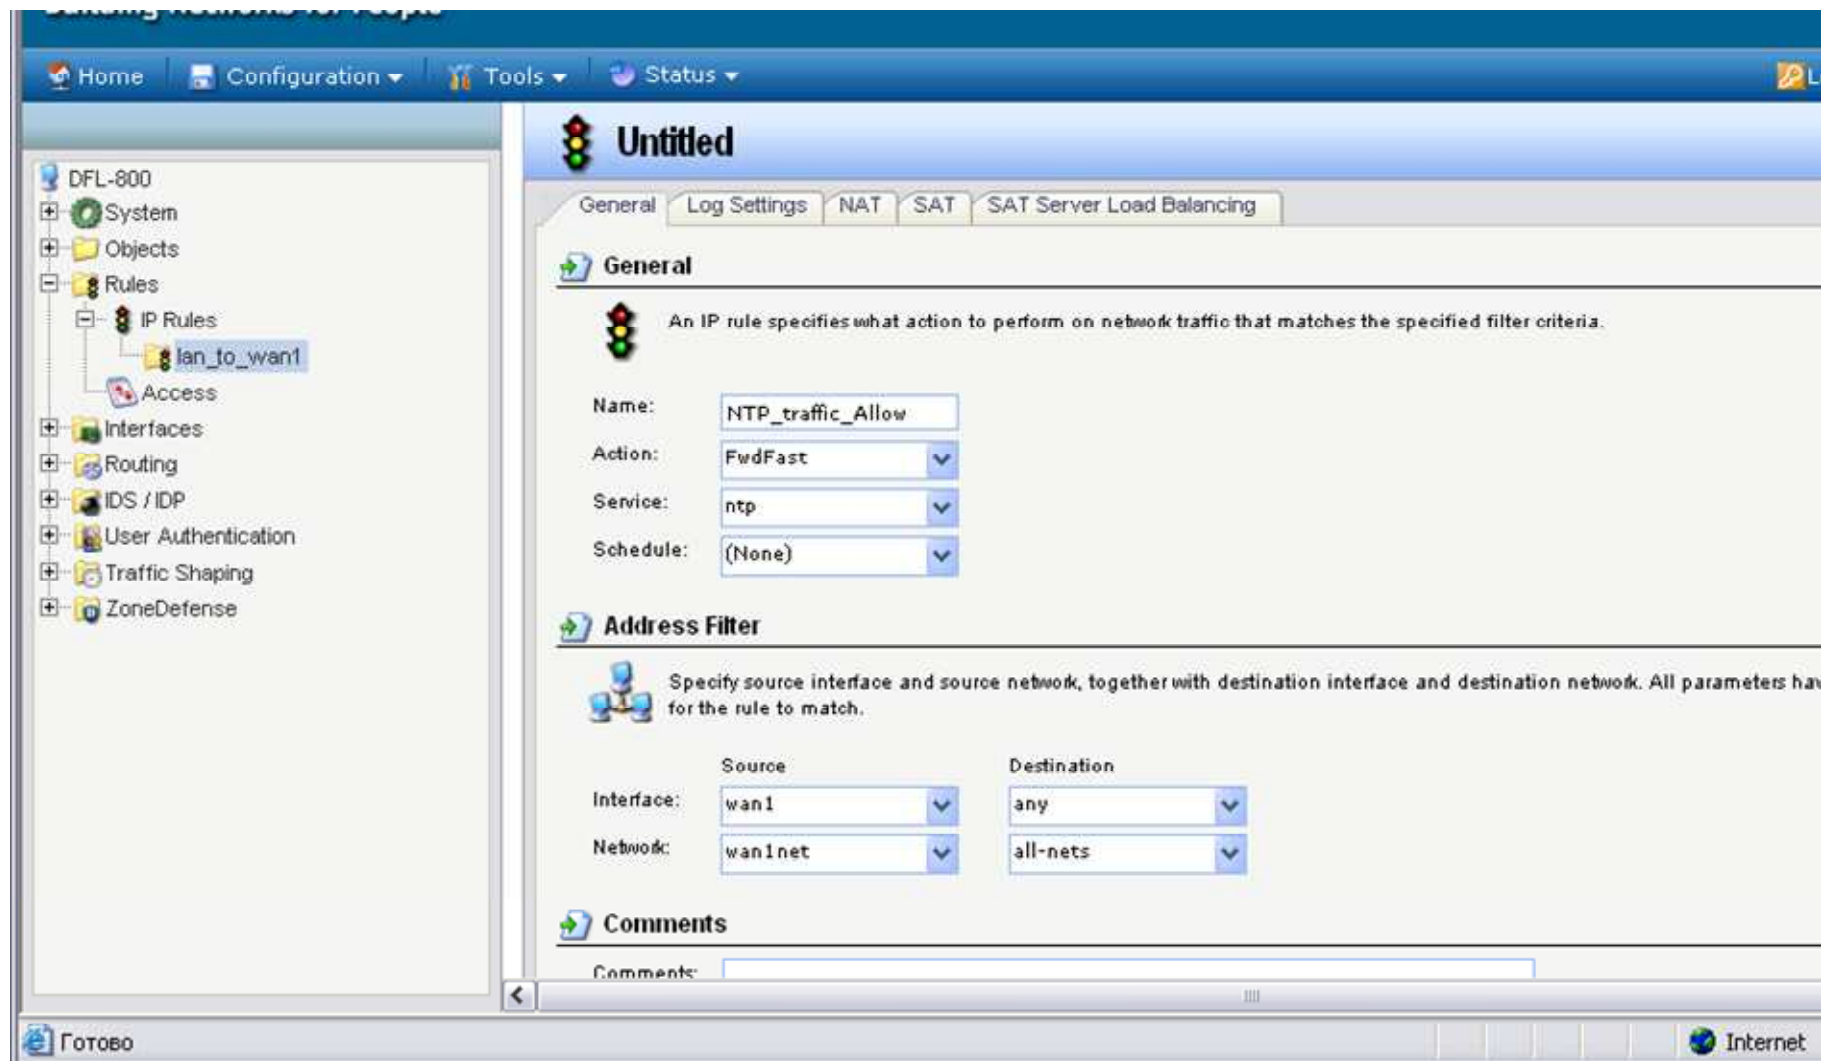 Building Networks for People
Home Configuration Tools Status
DFL-800
System
Objects
Rules
IP Rules
lan_to_wan1
Access
Interfaces
Routing
IDS / IDP
User Authentication
Traffic Shaping
ZoneDefense
Untitled
General Log Settings NAT SAT SAT Server Load Balancing
General
An IP rule specifies what action to perform on network traffic that matches the specified filter criteria.
Name: NTP_traffic_Allow
Action: FwdFast
Service: ntp
Schedule: (None)
Address Filter
Specify source interface and source network, together with destination interface and destination network. All parameters hav
for the rule to match.
Source Destination
Interface: wan1 any
Network: wan1net all-nets
Comments
Comments:
Готово Internet